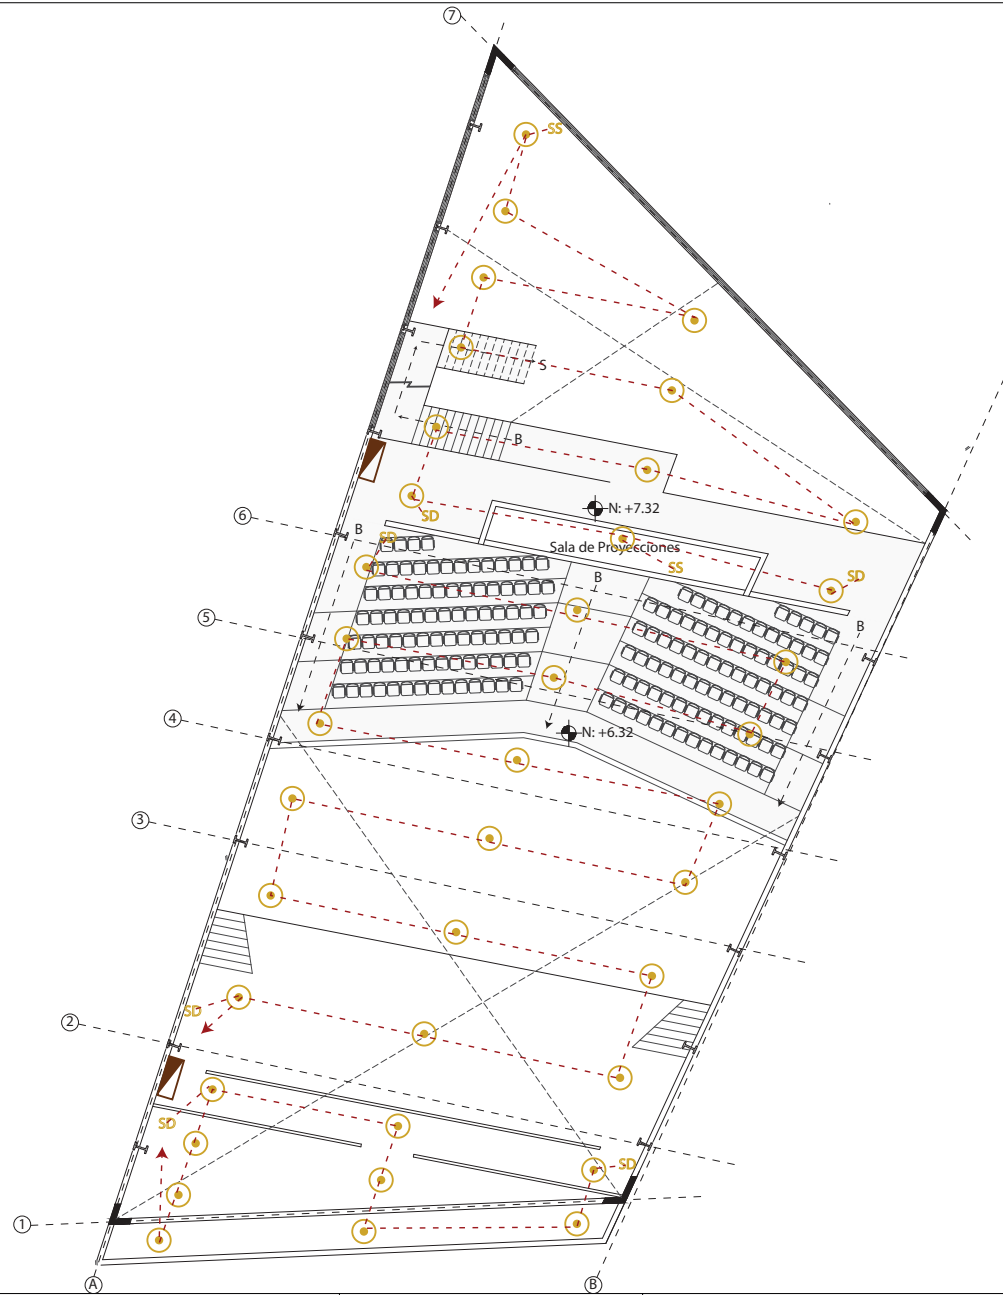 7
SS
S
B
SD
6
N: +7.32
B
SD
Sala de Proyecciones
SS
SD
B
5
B
4
N: +6.32
3
SD
2
SD
SD
1
A
B